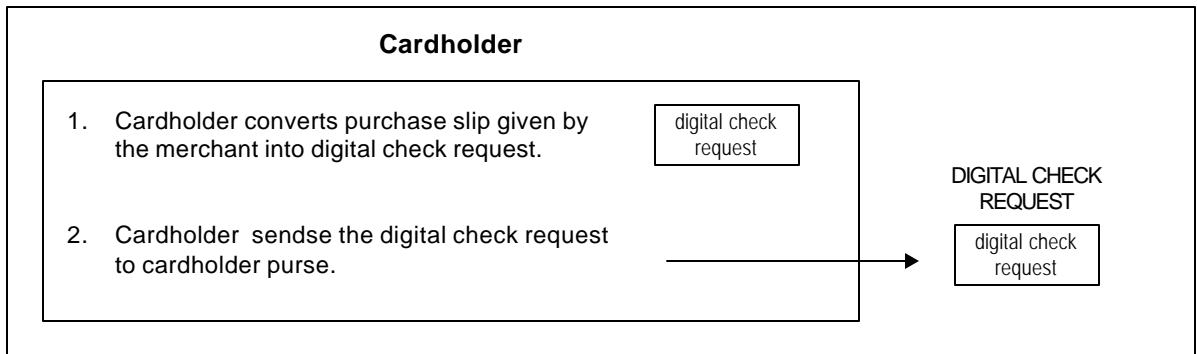 Cardholder
1. Cardholder converts purchase slip given by
the merchant into digital check request.
digital check
request
DIGITAL CHECK
REQUEST
2. Cardholder sendse the digital check request
to cardholder purse.
digital check
request